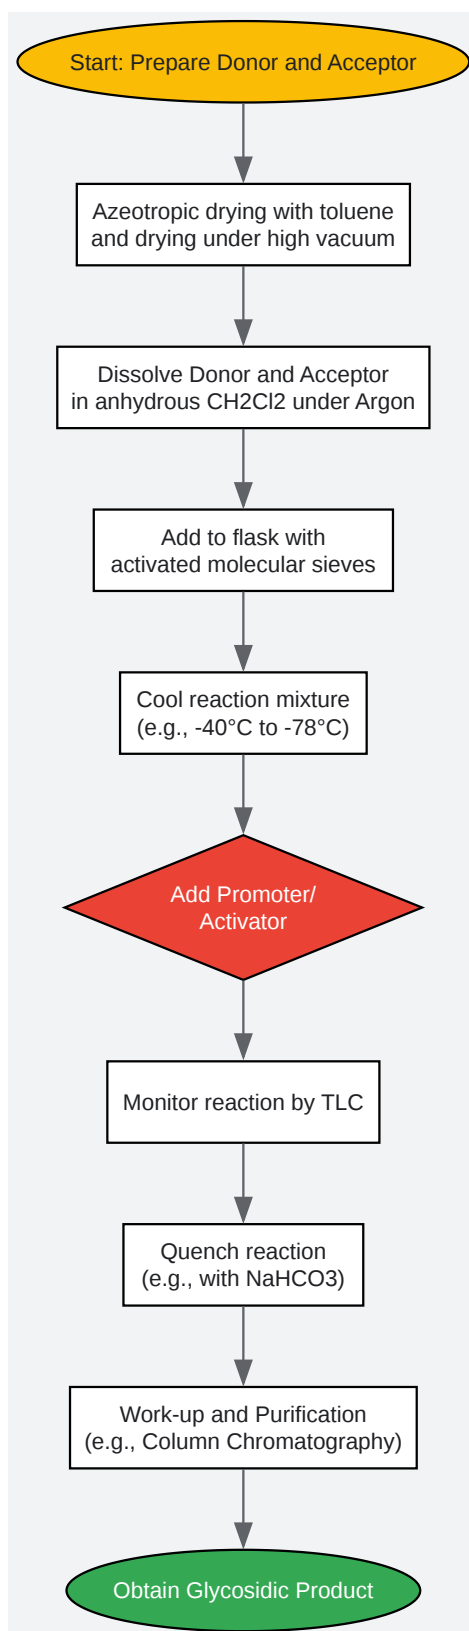 Start: Prepare Donor and Acceptor
Azeotropic drying with toluene
and drying under high vacuum
Dissolve Donor and Acceptor
in anhydrous CH2Cl2 under Argon
Add to flask with
activated molecular sieves
Cool reaction mixture
(e.g., -40°C to -78°C)
Add Promoter/
Activator
Monitor reaction by TLC
Quench reaction
(e.g., with NaHCO3)
Work-up and Purification
(e.g., Column Chromatography)
Obtain Glycosidic Product